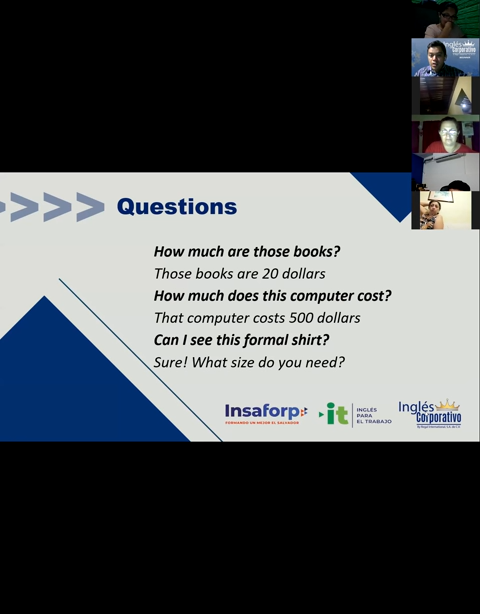 Inglés
Corporativo
Questions
How much are those books?
Those books are 20 dollars
How much does this computer cost?
That computer costs 500 dollars
Can I see this formal shirt?
Sure! What size do you need?
Insaforp
FORMANDO UN MEJOR EL SALVADOR
it
INGLÉS
PARA
EL TRABAJO
Inglés
Corporativo